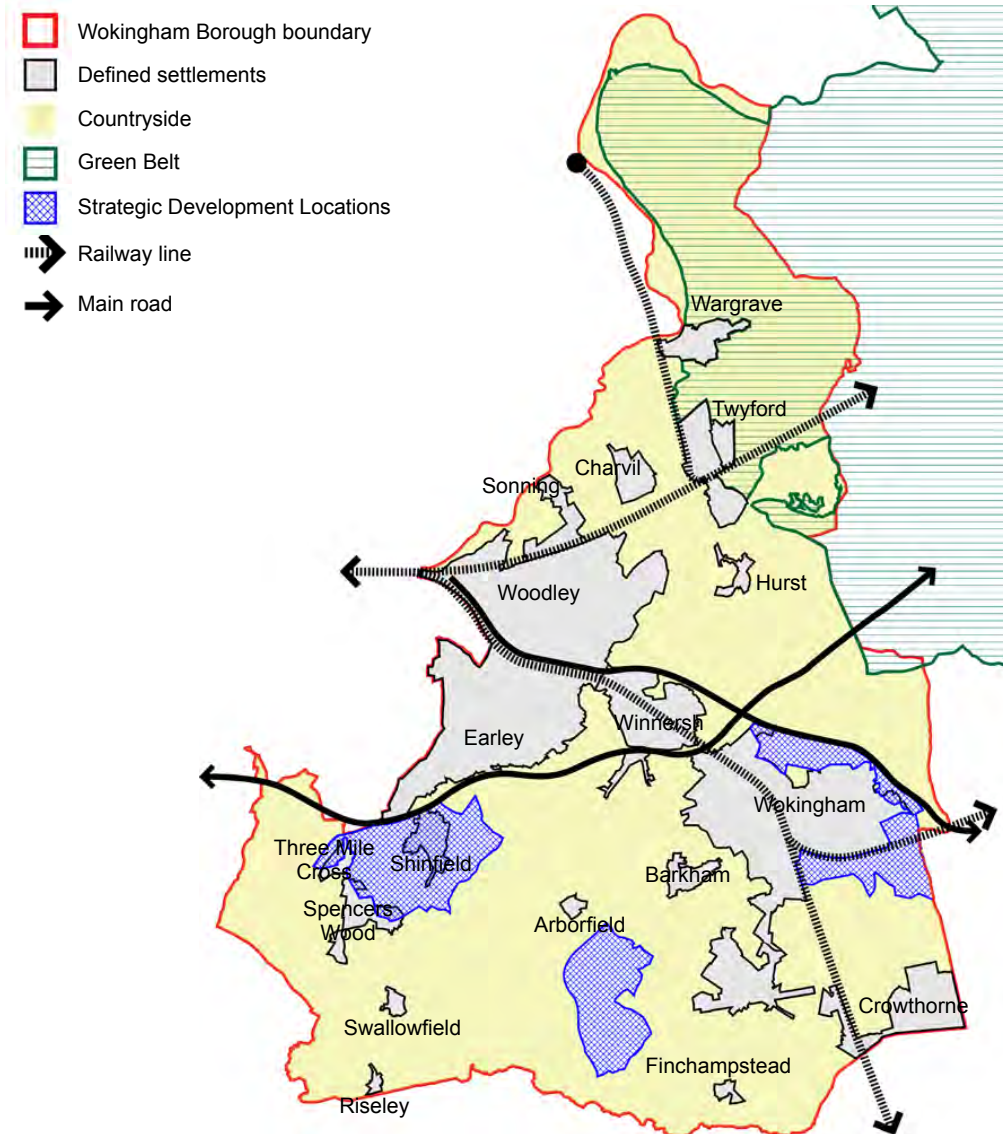 Wokingham Borough boundary
Defined settlements
Countryside
Green Belt
Strategic Development Locations
Railway line
Main road
Wargrave
Twyford
Charvil
Sonning
Hurst
Woodley
Winnersh
Earley
Wokingham
Three Mile
Cross
Shinfield
Barkham
Spencers
Wood
Arborfield
Crowthorne
Swallowfield
Finchampstead
Riseley